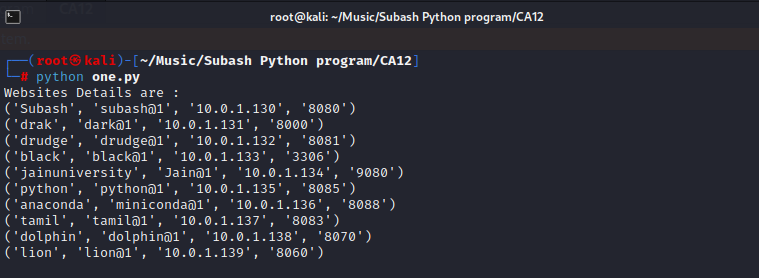 root@kali: ~/Music/Subash Python program/CA12
┌──(root㉿kali)-[~/Music/Subash Python program/CA12]
└─# python one.py
Websites Details are :
('Subash', 'subash@1', '10.0.1.130', '8080')
('drak', 'dark@1', '10.0.1.131', '8000')
('drudge', 'drudge@1', '10.0.1.132', '8081')
('black', 'black@1', '10.0.1.133', '3306')
('jainuniversity', 'Jain@1', '10.0.1.134', '9080')
('python', 'python@1', '10.0.1.135', '8085')
('anaconda', 'miniconda@1', '10.0.1.136', '8088')
('tamil', 'tamil@1', '10.0.1.137', '8083')
('dolphin', 'dolphin@1', '10.0.1.138', '8070')
('lion', 'lion@1', '10.0.1.139', '8060')